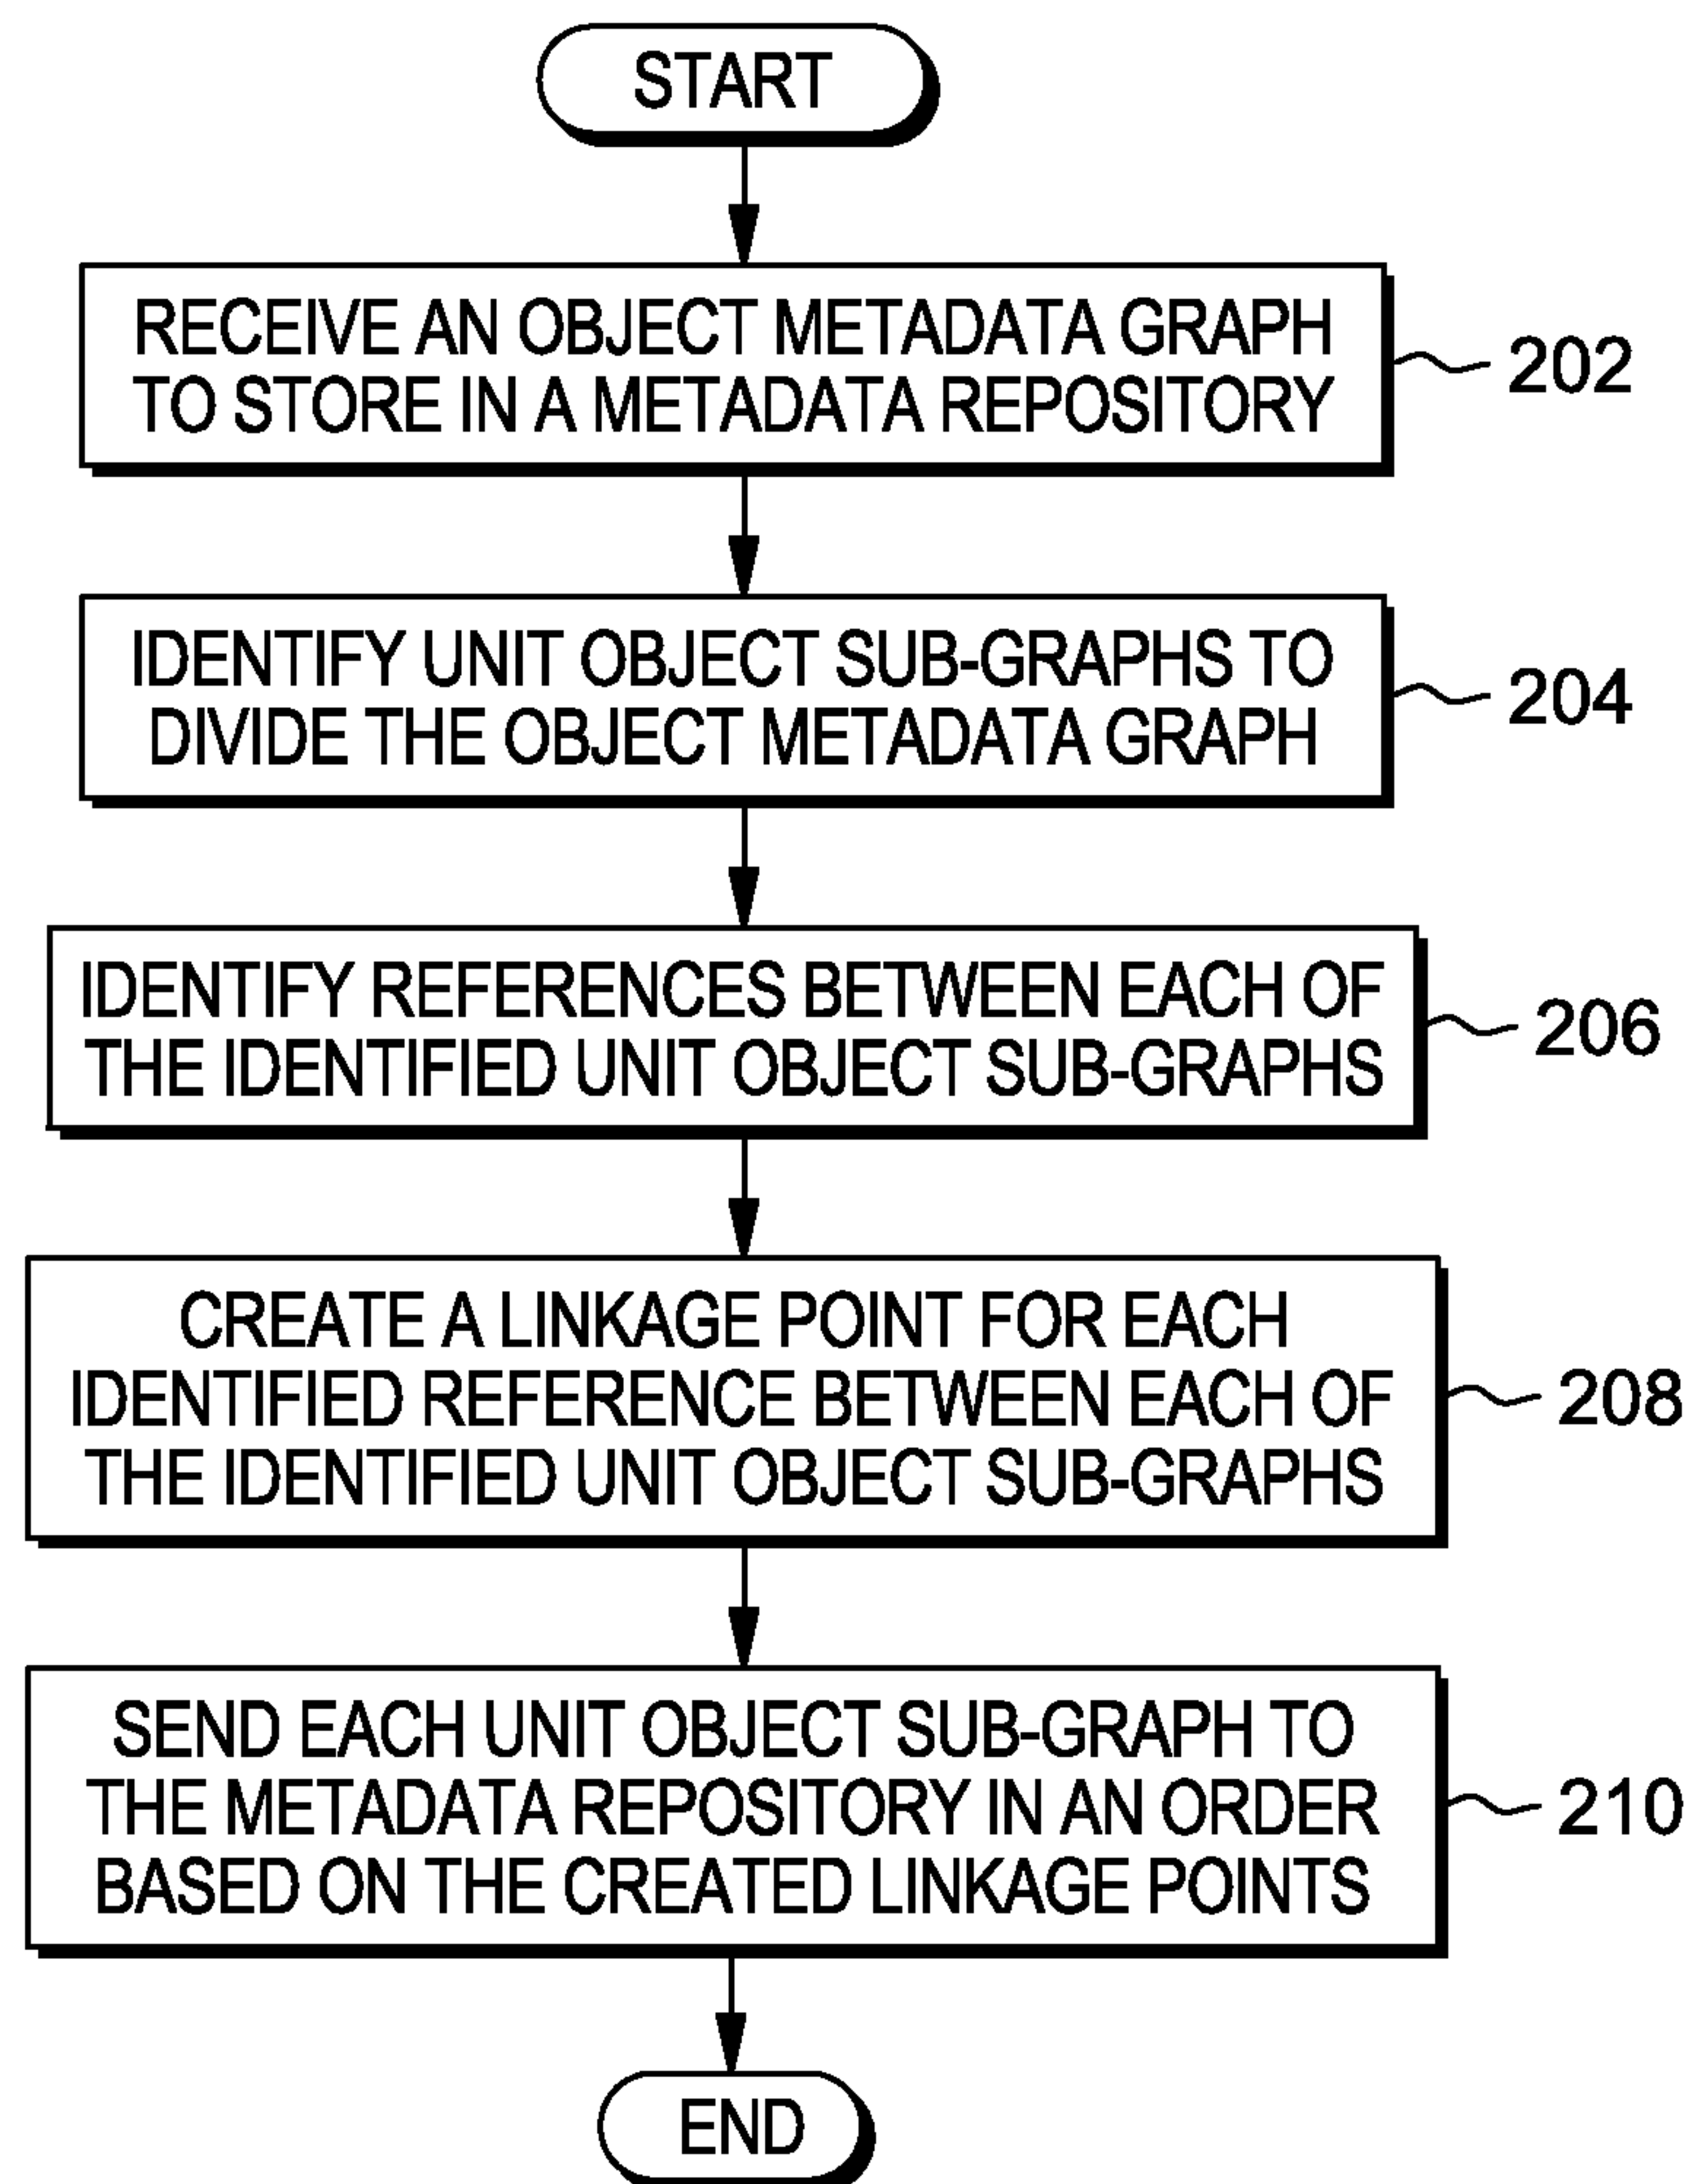 START
RECEIVE AN OBJECT METADATA GRAPH
TO STORE IN A METADATA REPOSITORY
202
IDENTIFY UNIT OBJECT SUB-GRAPHS TO
DIVIDE THE OBJECT METADATA GRAPH
204
IDENTIFY REFERENCES BETWEEN EACH OF
THE IDENTIFIED UNIT OBJECT SUB-GRAPHS
206
CREATE A LINKAGE POINT FOR EACH
IDENTIFIED REFERENCE BETWEEN EACH OF
THE IDENTIFIED UNIT OBJECT SUB-GRAPHS
208
SEND EACH UNIT OBJECT SUB-GRAPH TO
THE METADATA REPOSITORY IN AN ORDER
BASED ON THE CREATED LINKAGE POINTS
210
END